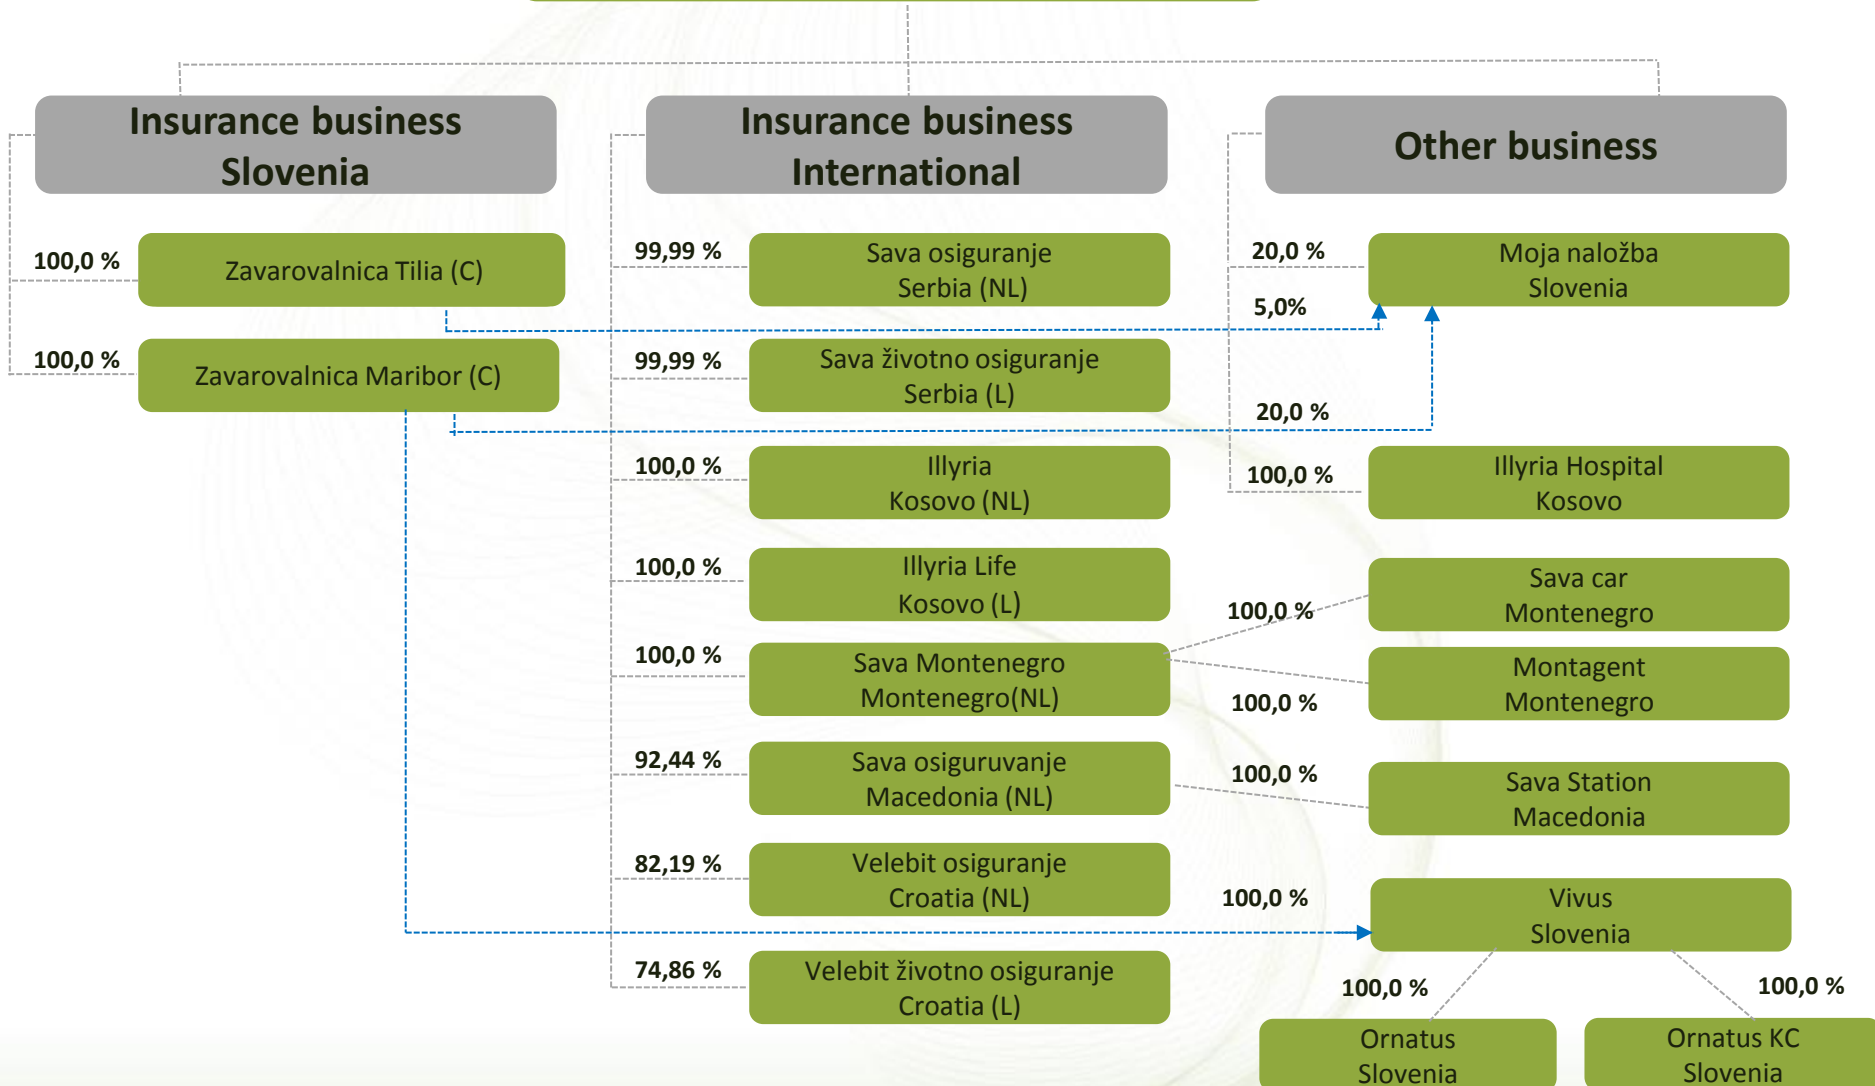 Insurance business
Slovenia
Insurance business
International
Other business
100,0 %
Zavarovalnica Tilia (C)
100,0 %
Zavarovalnica Maribor (C)
99,99 %
Sava osiguranje
Serbia (NL)
99,99 %
Sava životno osiguranje
Serbia (L)
100,0 %
Illyria
Kosovo (NL)
100,0 %
Illyria Life
Kosovo (L)
100,0 %
Sava Montenegro
Montenegro(NL)
92,44 %
Sava osiguruvanje
Macedonia (NL)
82,19 %
Velebit osiguranje
Croatia (NL)
74,86 %
Velebit životno osiguranje
Croatia (L)
20,0 %
Moja naložba
Slovenia
5,0%
20,0 %
100,0 %
Illyria Hospital
Kosovo
100,0 %
Sava car
Montenegro
100,0 %
Montagent
Montenegro
100,0 %
Sava Station
Macedonia
100,0 %
Vivus
Slovenia
100,0 %
100,0 %
Ornatus
Slovenia
Ornatus KC
Slovenia